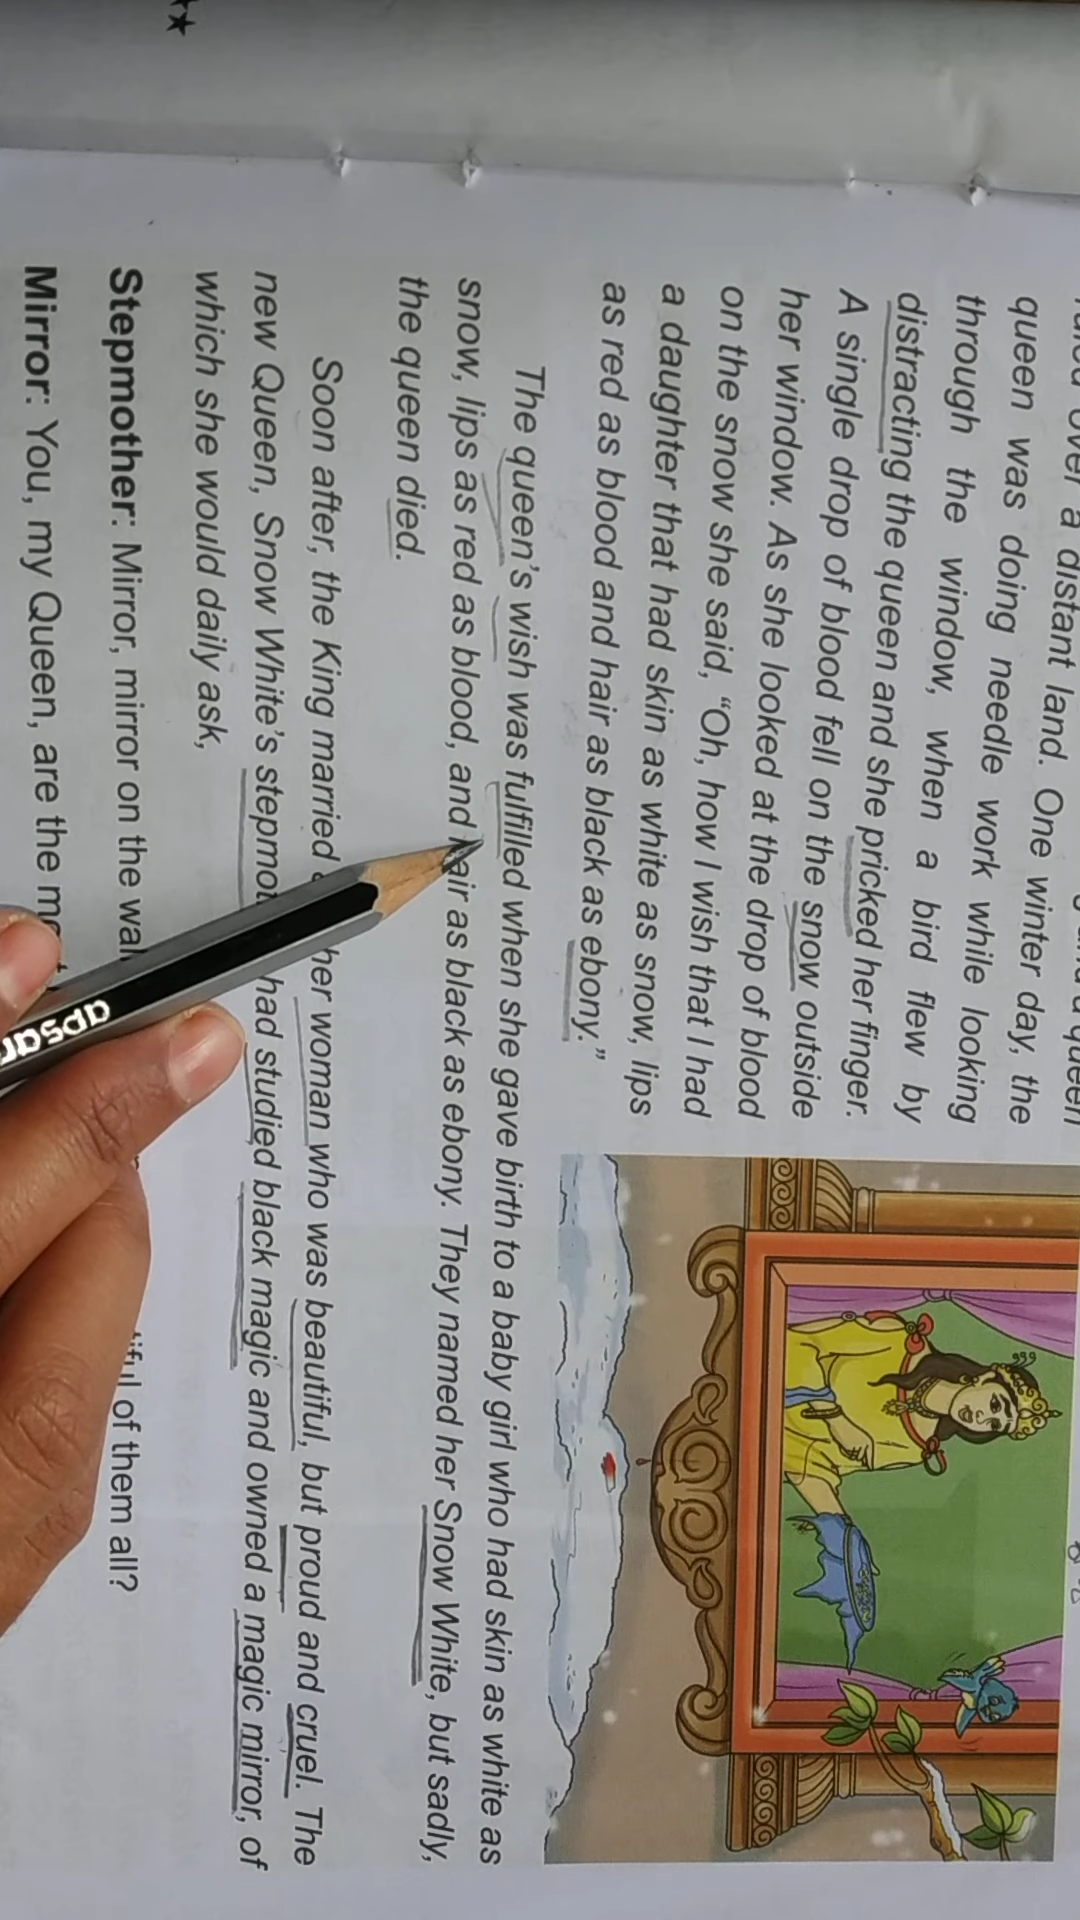 over a distant land. One winter day, the
queen was doing needle work while looking
through the window, when a bird flew by
distracting the queen and she pricked her finger.
A single drop of blood fell on the snow outside
her window. As she looked at the drop of blood
on the snow she said, “Oh, how I wish that I had
a daughter that had skin as white as snow, lips
as red as blood and hair as black as ebony.”
The queen’s wish was fulfilled when she gave birth to a baby girl who had skin as white as
snow, lips as red as blood, and hair as black as ebony. They named her Snow White, but sadly,
the queen died.
Soon after, the King married woman who was beautiful, but proud and cruel. The
new Queen, Snow White’s had studied black magic and owned a magic mirror, of
which she would daily ask,
Stepmother: Mirror, mirror on the of them all?
Mirror: You, my Queen, are the
apsar